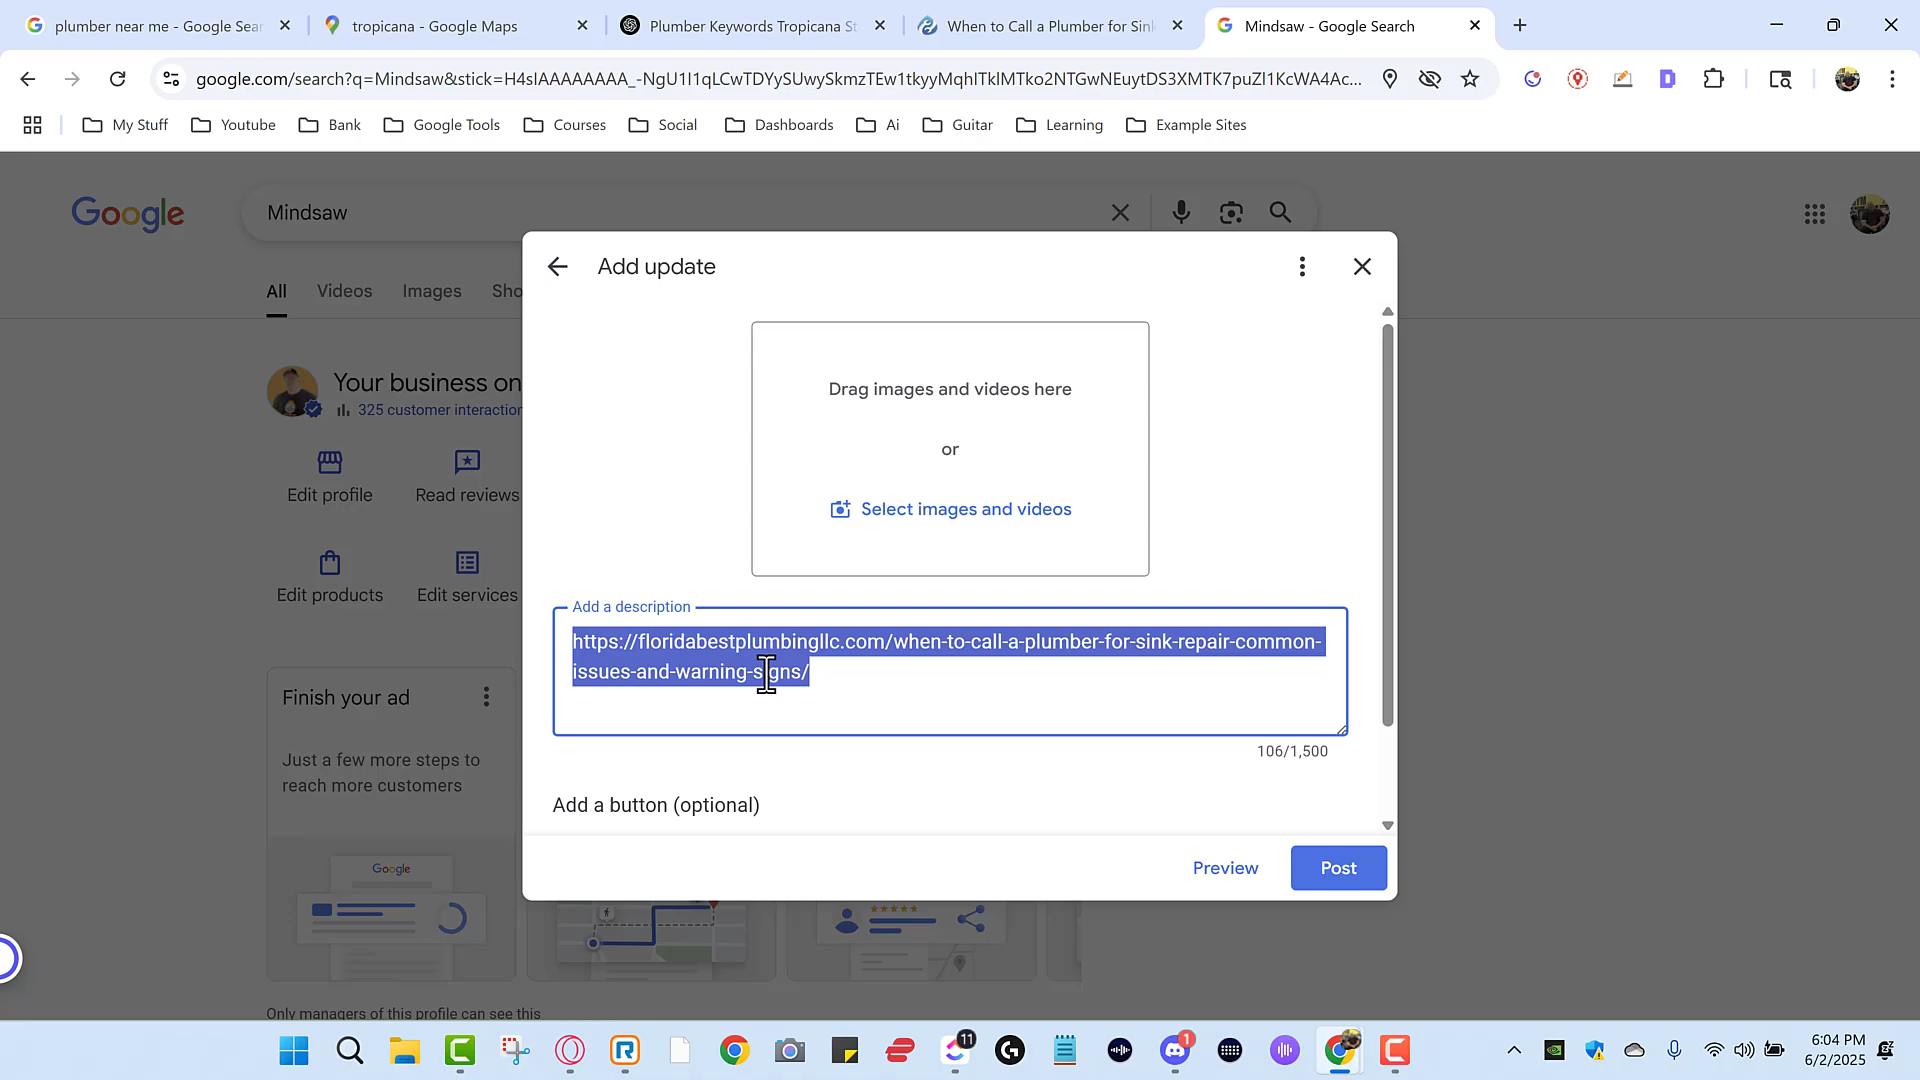 plumber near me - Google Sear
tropicana - Google Maps
Plumber Keywords Tropicana St
When to Call a Plumber for Sink
Mindsaw - Google Search
google.com/search?q=Mindsaw&stick=H4sIAAAAAAAA_-NgU1I1qLCwTDYySUwySkmzTEw1tkyyMqhITklMTko2NTGwNEuytDS3XMTK7puZl1KcWA4Ac...
My Stuff
Youtube
Bank
Google Tools
Courses
Social
Dashboards
Ai
Guitar
Learning
Example Sites
Google
Mindsaw
All
Videos
Images
Sho
Add update
Drag images and videos here
or
Select images and videos
Your business on
325 customer interaction
Edit profile
Read reviews
Edit products
Edit services
Add a description
https://floridabestplumbingllc.com/when-to-call-a-plumber-for-sink-repair-common-
issues-and-warning-signs/
106/1,500
Finish your ad
Just a few more steps to
reach more customers
Add a button (optional)
Google
Preview
Post
Only managers of this profile can see this
11
1
6:04 PM
6/2/2025